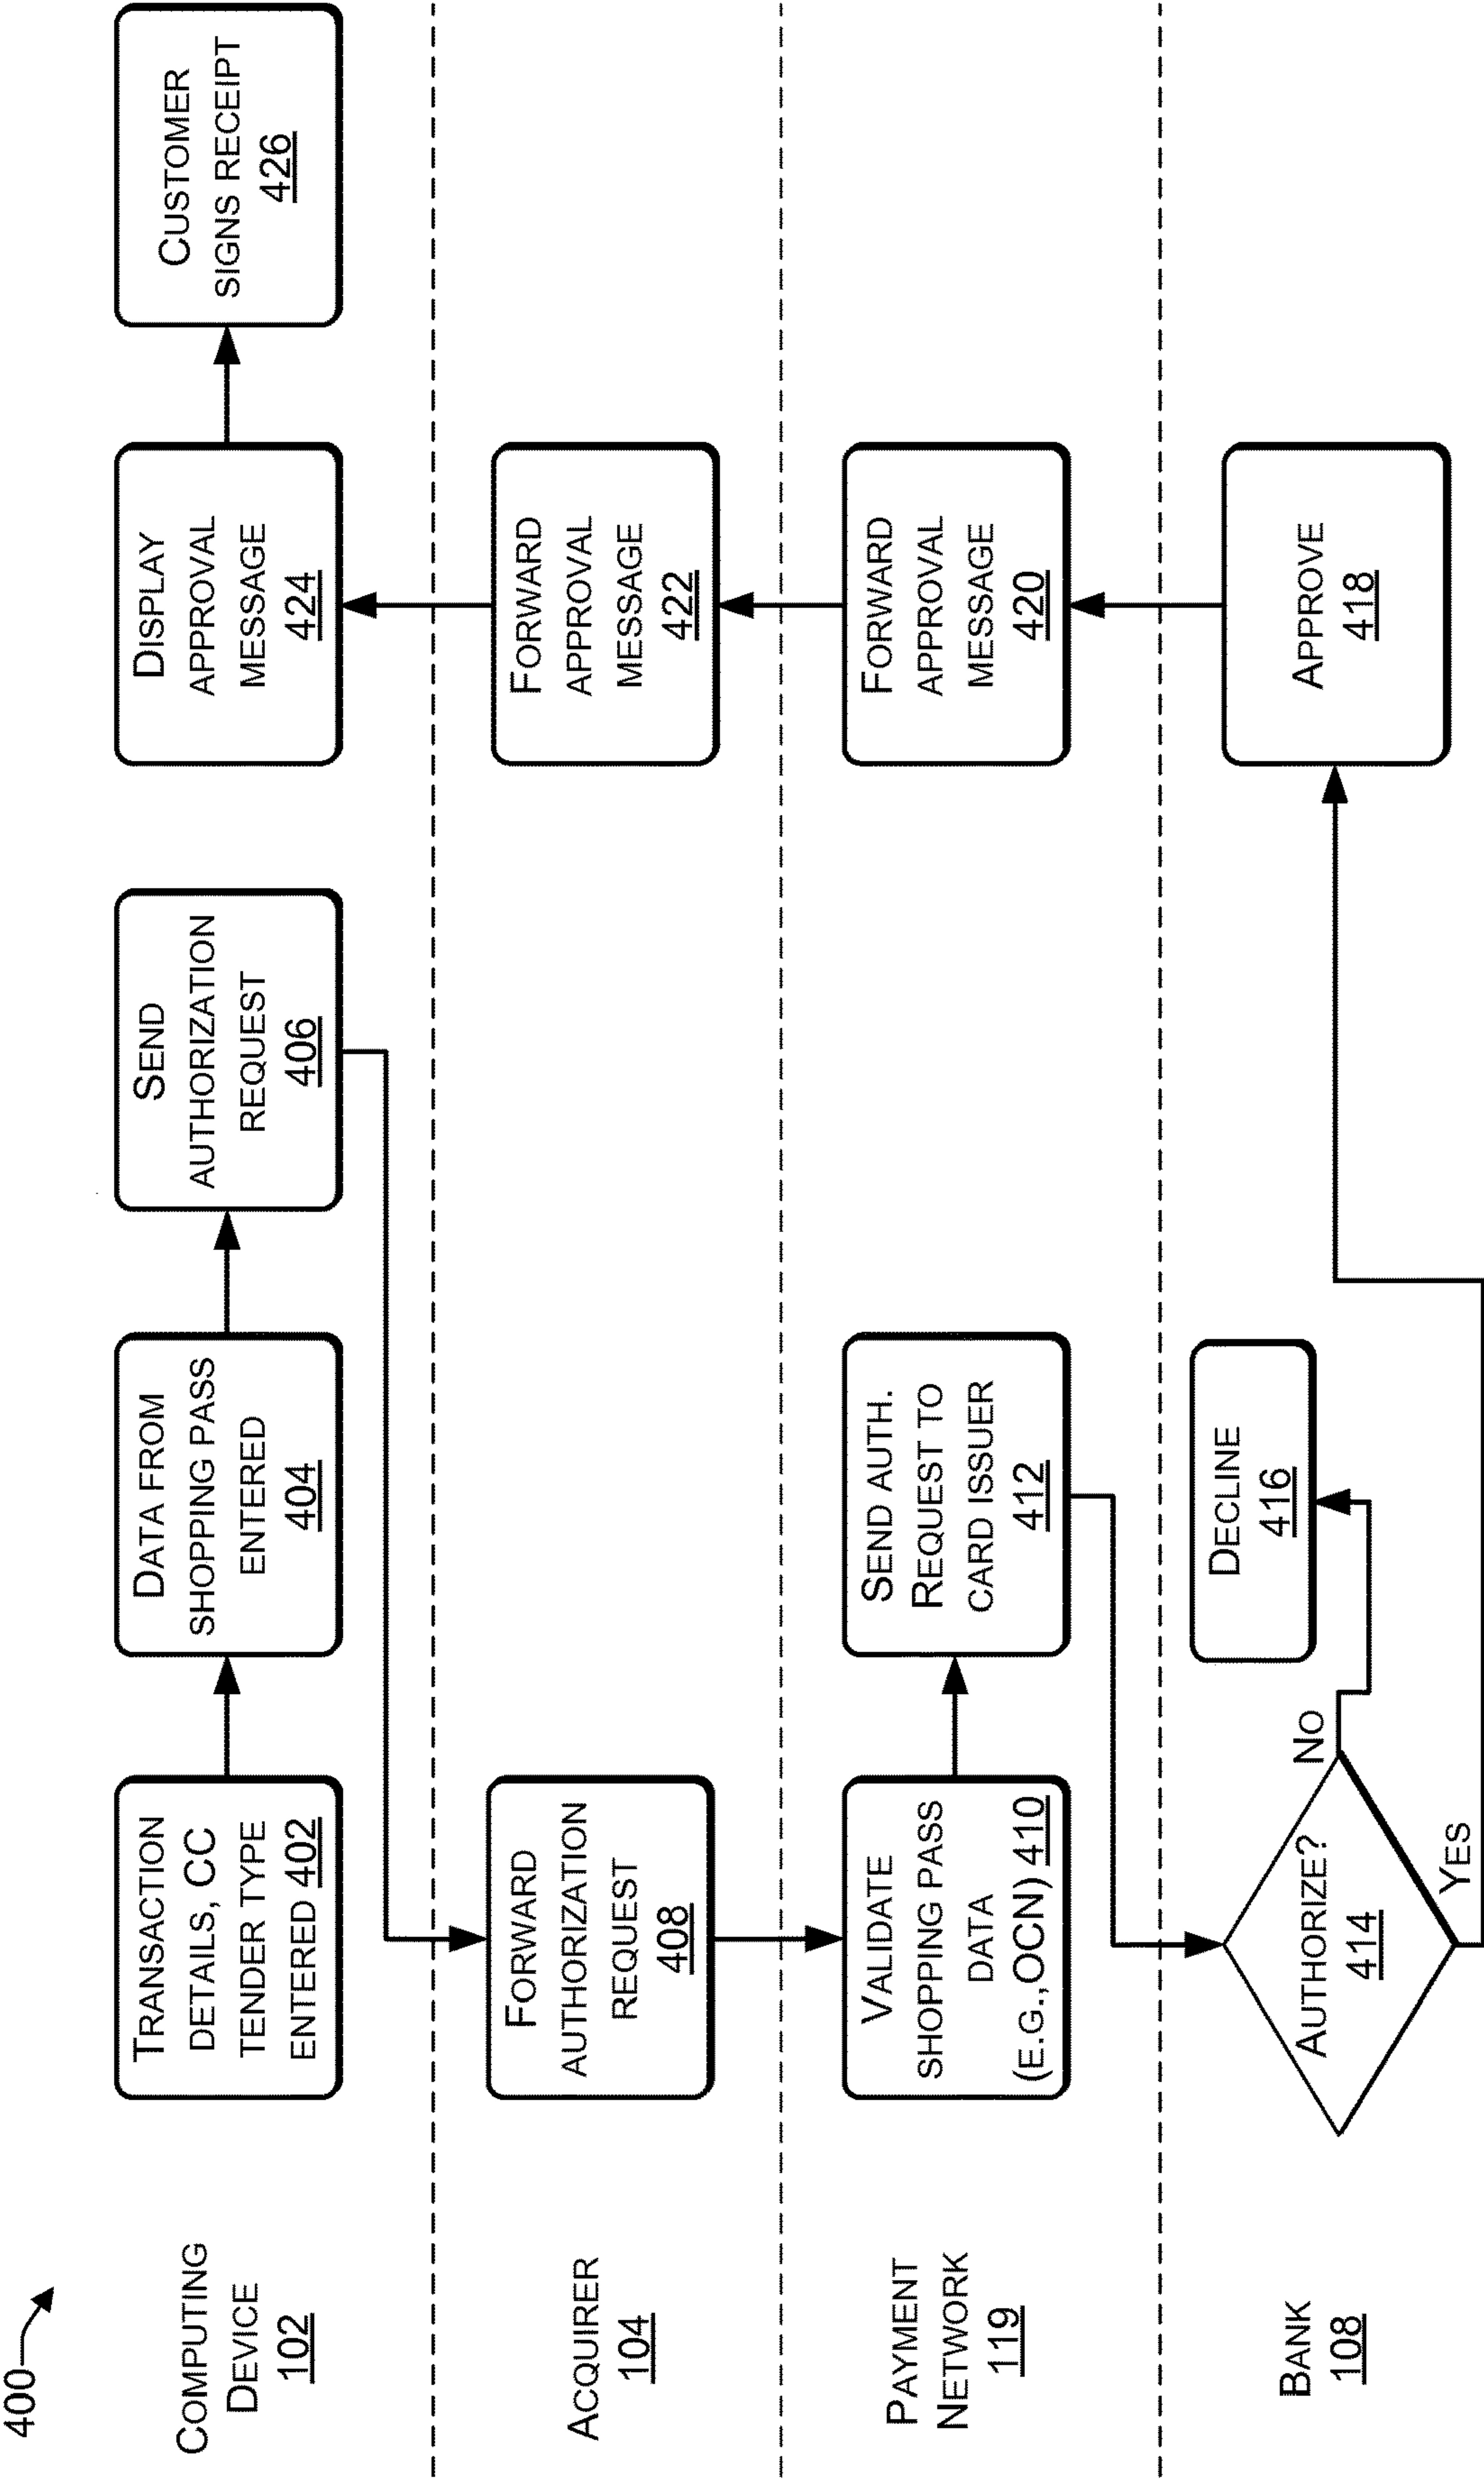 400
COMPUTING
DEVICE
102
TRANSACTION
DETAILS, CC
TENDER TYPE
ENTERED 402
DATA FROM
SHOPPING PASS
ENTERED
404
SEND
AUTHORIZATION
REQUEST
406
DISPLAY
APPROVAL
MESSAGE
424
CUSTOMER
SIGNS RECEIPT
426
ACQUIRER
104
FORWARD
AUTHORIZATION
REQUEST
408
FORWARD
APPROVAL
MESSAGE
422
PAYMENT
NETWORK
119
VALIDATE
SHOPPING PASS
DATA
(E.G.,OCN) 410
SEND AUTH.
REQUEST TO
CARD ISSUER
412
FORWARD
APPROVAL
MESSAGE
420
BANK
108
AUTHORIZE?
414
NO
YES
DECLINE
416
APPROVE
418